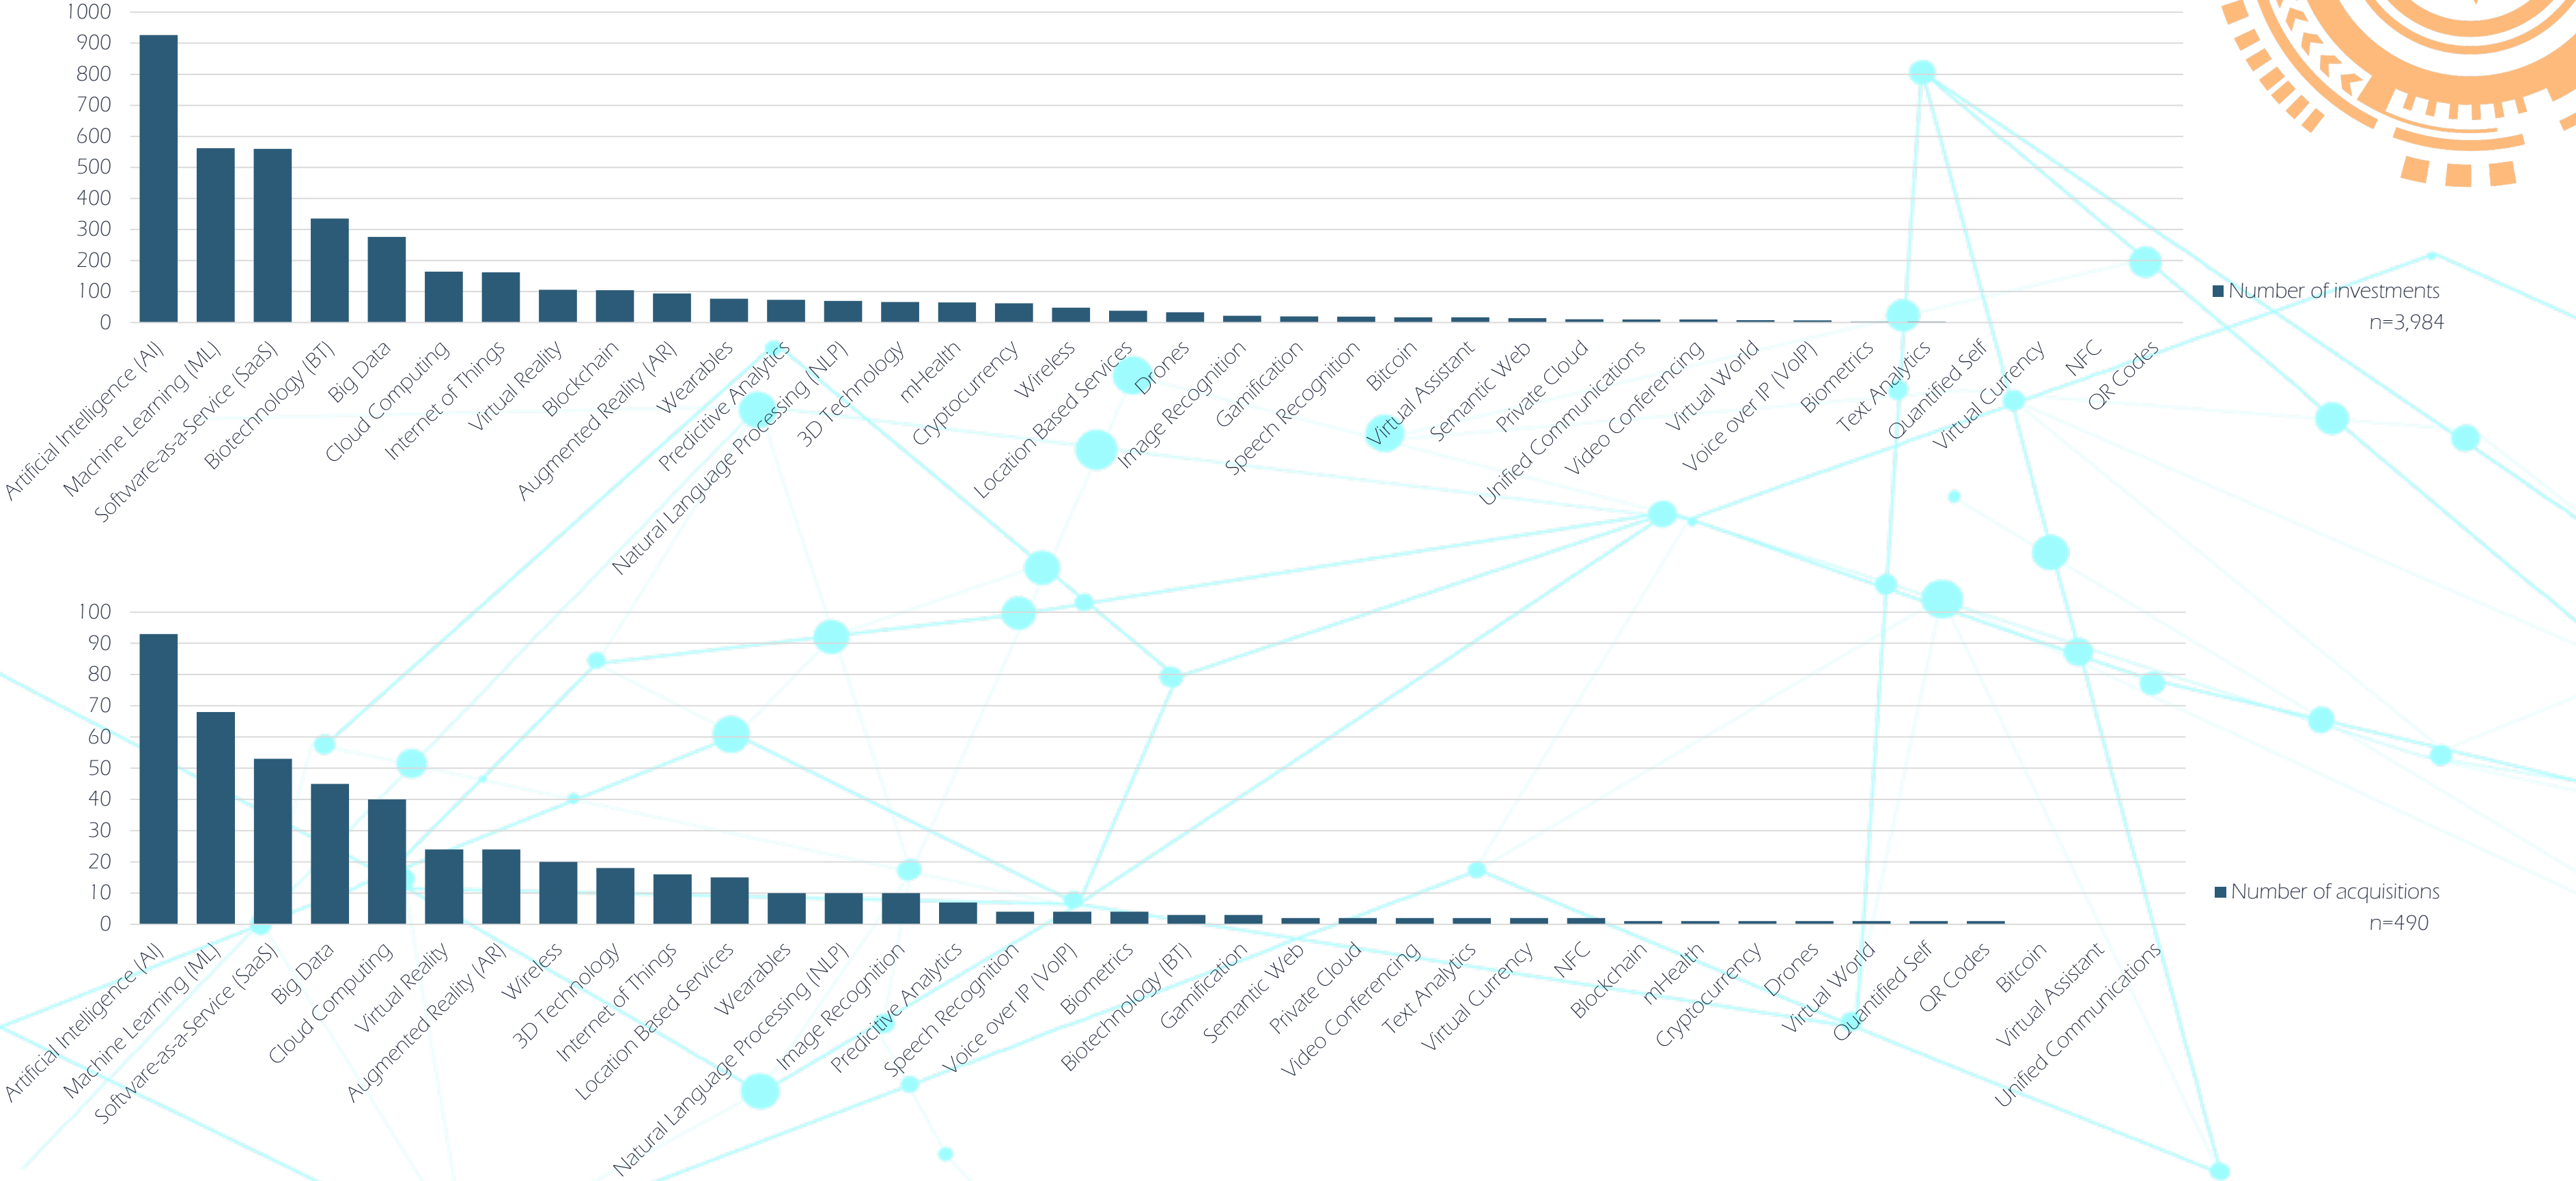 1000
900
800
700
600
500
400
300
200
100
0
Artificial Intelligence (AI)
Machine Learning (ML)
Software-as-a-Service (SaaS)
Biotechnology (BT)
Big Data
Cloud Computing
Internet of Things
Virtual Reality
Blockchain
Augmented Reality (AR)
Wearables
Predicitive Analytics
Natural Language Processing (NLP)
3D Technology
mHealth
Cryptocurrency
Wireless
Location Based Services
Drones
Image Recognition
Gamification
Speech Recognition
Bitcoin
Virtual Assistant
Semantic Web
Private Cloud
Unified Communications
Video Conferencing
Virtual World
Voice over IP (VoIP)
Biometrics
Text Analytics
Quantified Self
Virtual Currency
NFC
QR Codes
Number of investments
n=3,984
100
90
80
70
60
50
40
30
20
10
0
Artificial Intelligence (AI)
Machine Learning (ML)
Software-as-a-Service (SaaS)
Big Data
Cloud Computing
Virtual Reality
Augmented Reality (AR)
Wireless
3D Technology
Internet of Things
Location Based Services
Wearables
Natural Language Processing (NLP)
Image Recognition
Predicitive Analytics
Speech Recognition
Voice over IP (VoIP)
Biometrics
Biotechnology (BT)
Gamification
Semantic Web
Private Cloud
Video Conferencing
Text Analytics
Virtual Currency
NFC
Blockchain
mHealth
Cryptocurrency
Drones
Virtual World
Quantified Self
QR Codes
Bitcoin
Virtual Assistant
Unified Communications
Number of acquisitions
n=490